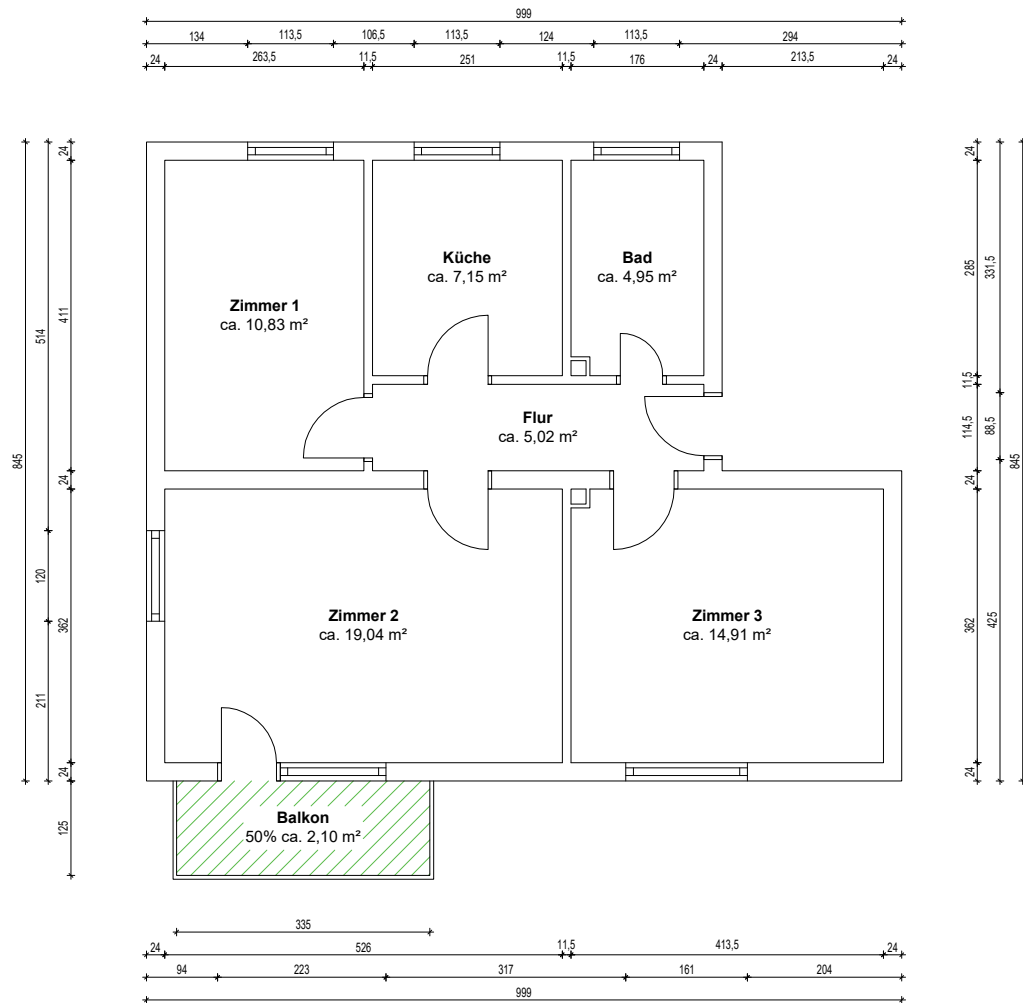 999
134 113,5 106,5 113,5 124 113,5 294
24 263,5 11,5 251 11,5 176 24 213,5 24
845
514 120 211
24 411 24 362 24 125
Zimmer 1
ca. 10,83 m²
Küche
ca. 7,15 m²
Bad
ca. 4,95 m²
Flur
ca. 5,02 m²
Zimmer 2
ca. 19,04 m²
Zimmer 3
ca. 14,91 m²
Balkon
50% ca. 2,10 m²
24 285 11,5 114,5 24 362 24
331,5 88,5 425
845
335
24 526 11,5 413,5 24
94 223 317 161 204
999